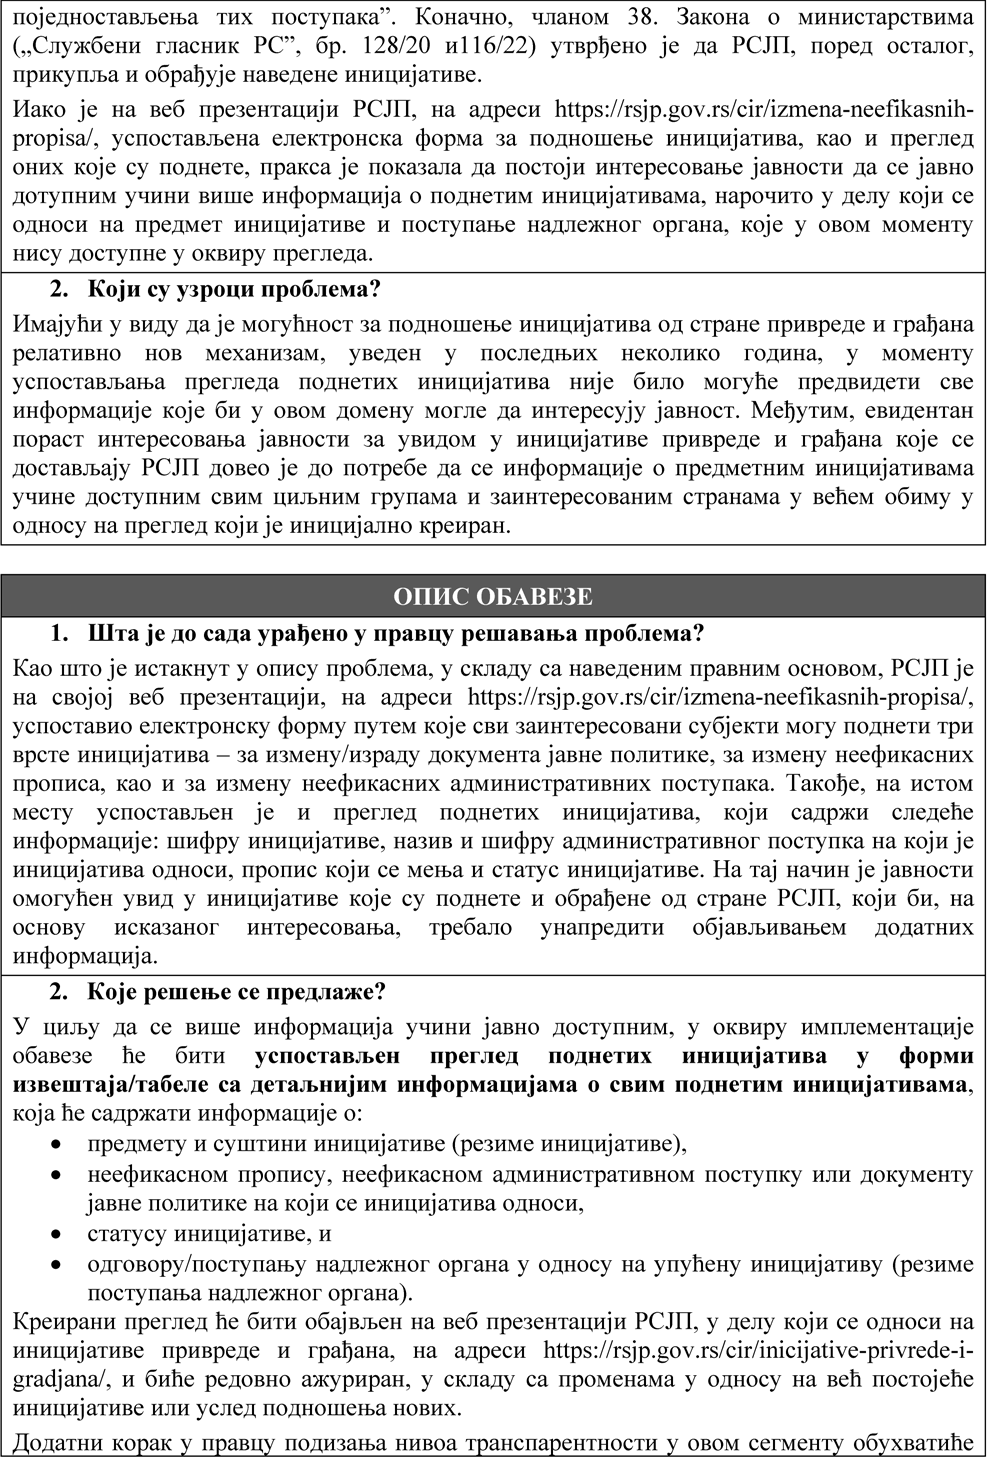 поједностављења тих поступака”. Коначно, чланом 38. Закона о министарствима
(„Службени гласник РС”, бр. 128/20 и116/22) утврђено је да РСЈП, поред осталог,
прикупља и обрађује наведене иницијативе.
Иако је на веб презентацији РСЈП, на адреси https://rsjp.gov.rs/cir/izmena-neefikasnih-
propisa/, успостављена електронска форма за подношење иницијатива, као и преглед
оних које су поднете, пракса је показала да постоји интересовање јавности да се јавно
дотупним учини више информација о поднетим иницијативама, нарочито у делу који се
односи на предмет иницијативе и поступање надлежног органа, које у овом моменту
нису доступне у оквиру прегледа.
2. Који су узроци проблема?
Имајући у виду да је могућност за подношење иницијатива од стране привреде и грађана
релативно нов механизам, уведен у последњих неколико година, у моменту
успостављања прегледа поднетих иницијатива није било могуће предвидети све
информације које би у овом домену могле да интересују јавност. Међутим, евидентан
пораст интересовања јавности за увидом у иницијативе привреде и грађана које се
достављају РСЈП довео је до потребе да се информације о предметним иницијативама
учине доступним свим циљним групама и заинтересованим странама у већем обиму у
односу на преглед који је иницијално креиран.
ОПИС ОБАВЕЗЕ
1. Шта је до сада урађено у правцу решавања проблема?
Као што је истакнут у опису проблема, у складу са наведеним правним основом, РСЈП је
на својој веб презентацији, на адреси https://rsjp.gov.rs/cir/izmena-neefikasnih-propisa/,
успоставио електронску форму путем које сви заинтересовани субјекти могу поднети три
врсте иницијатива – за измену/израду документа јавне политике, за измену неефикасних
прописа, као и за измену неефикасних административних поступака. Такође, на истом
месту успостављен је и преглед поднетих иницијатива, који садржи следеће
информације: шифру иницијативе, назив и шифру административног поступка на који је
иницијатива односи, пропис који се мења и статус иницијативе. На тај начин је јавности
омогућен увид у иницијативе које су поднете и обрађене од стране РСЈП, који би, на
основу исказаног интересовања, требало унапредити објављивањем додатних
информација.
2. Које решење се предлаже?
У циљу да се више информација учини јавно доступним, у оквиру имплементације
обавезе ће бити успостављен преглед поднетих иницијатива у форми
извештаја/табеле са детаљнијим информацијама о свим поднетим иницијативама,
која ће садржати информације о:
• предмету и суштини иницијативе (резиме иницијативе),
• неефикасном пропису, неефикасном административном поступку или документу
јавне политике на који се иницијатива односи,
• статусу иницијативе, и
• одговору/поступању надлежног органа у односу на упућену иницијативу (резиме
поступања надлежног органа).
Креирани преглед ће бити обајвљен на веб презентацији РСЈП, у делу који се односи на
иницијативе привреде и грађана, на адреси https://rsjp.gov.rs/cir/inicijative-privrede-i-
gradjana/, и биће редовно ажуриран, у складу са променама у односу на већ постојеће
иницијативе или услед подношења нових.
Додатни корак у правцу подизања нивоа транспарентности у овом сегменту обухватиће